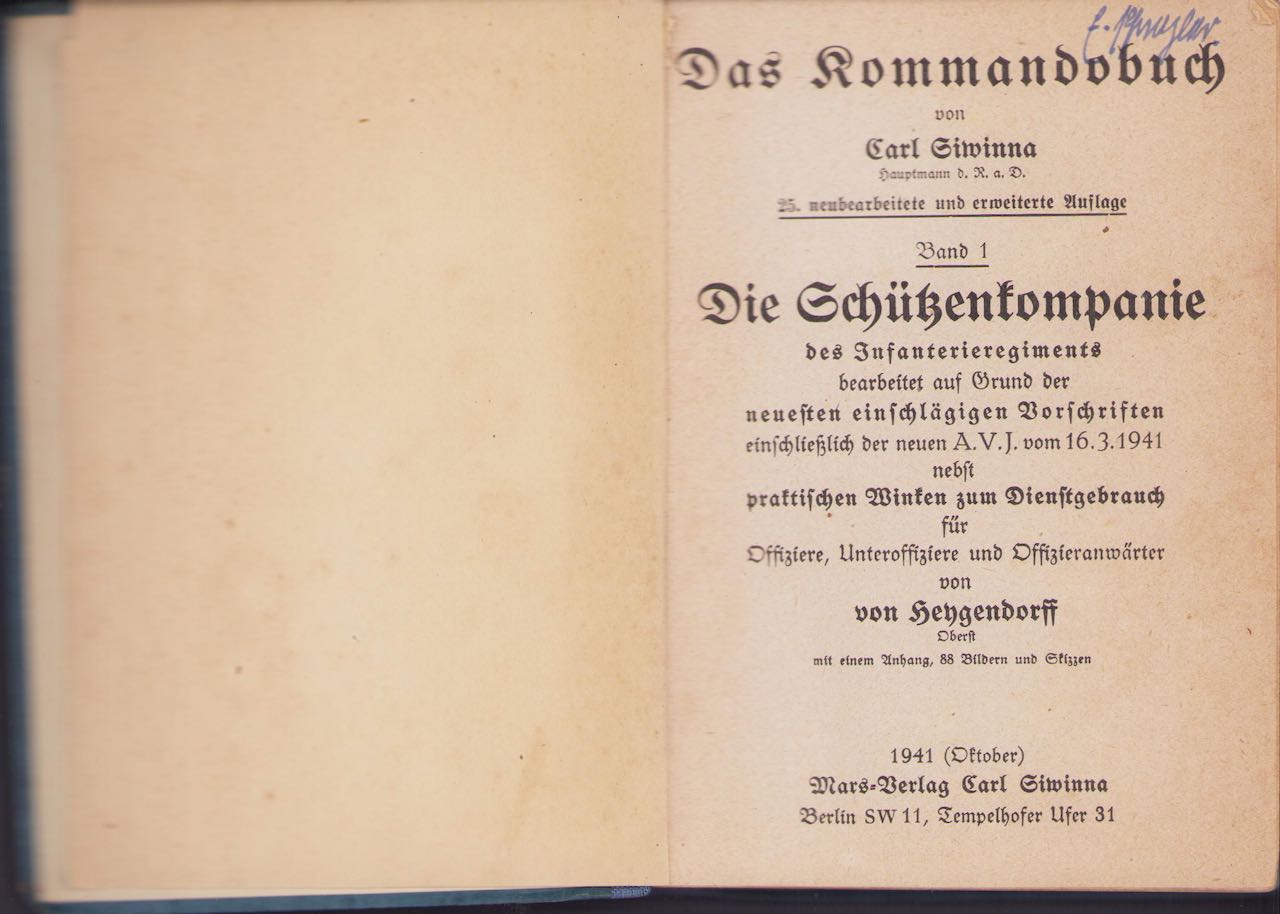 Das Kommandobuch
von
Carl Siwinna
Hauptmann d. R. a. D.
25. neubearbeitete und erweiterte Auflage
Band 1
Die Schützenkompanie
des Infanterieregiments
bearbeitet auf Grund der
neuesten einschlägigen Vorschriften
einschließlich der neuen A.V.J. vom 16.3.1941
nebst
praktischen Winken zum Dienstgebrauch
für
Offiziere, Unteroffiziere und Offizieranwärter
von
von Heygendorff
Oberst
mit einem Anhang, 88 Bildern und Skizzen
1941 (Oktober)
Mars-Verlag Carl Siwinna
Berlin SW 11, Tempelhofer Ufer 31